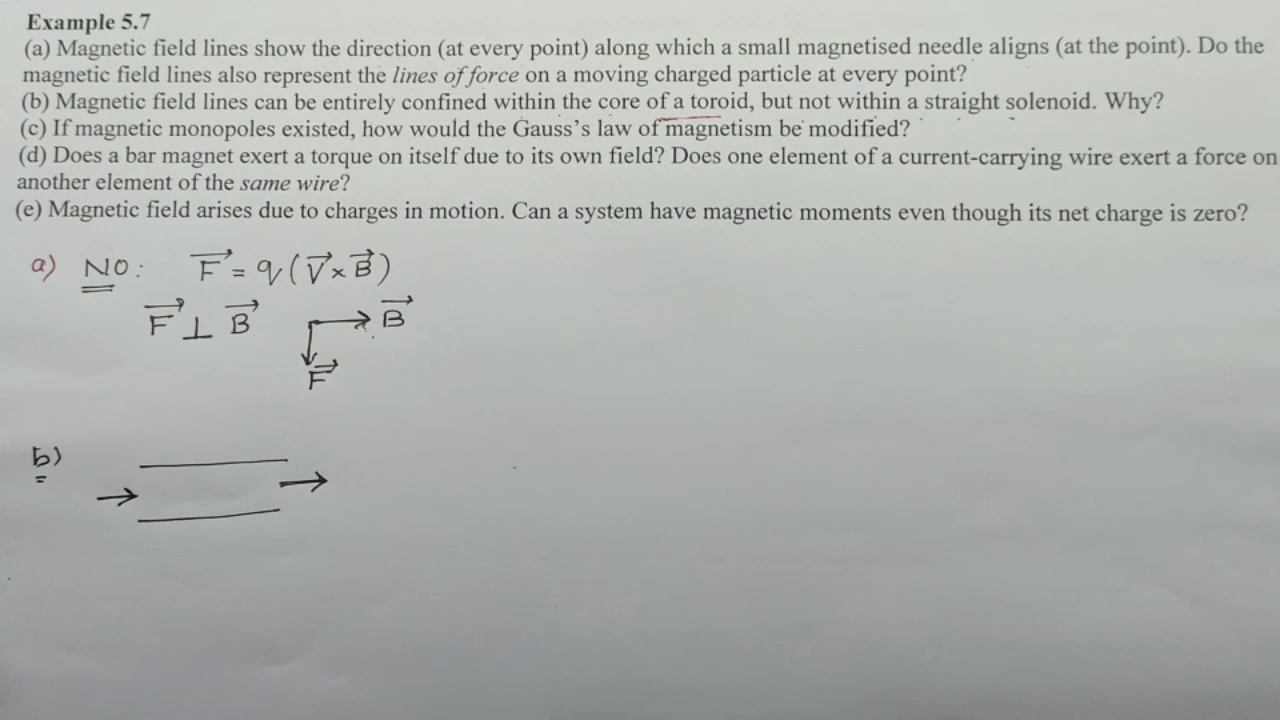 Example 5.7
(a) Magnetic field lines show the direction (at every point) along which a small magnetised needle aligns (at the point). Do the
magnetic field lines also represent the lines of force on a moving charged particle at every point?
(b) Magnetic field lines can be entirely confined within the core of a toroid, but not within a straight solenoid. Why?
(c) If magnetic monopoles existed, how would the Gauss's law of magnetism be modified?
(d) Does a bar magnet exert a torque on itself due to its own field? Does one element of a current-carrying wire exert a force on
another element of the same wire?
(e) Magnetic field arises due to charges in motion. Can a system have magnetic moments even though its net charge is zero?
a) NO: F⃗ = q(V⃗ × B⃗)
F⃗ ⊥ B⃗ B⃗
F⃗
b)